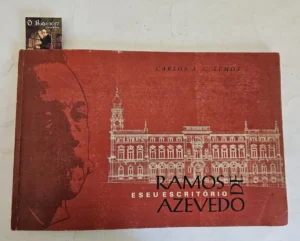 CARLOS A. C. LEMOS
RAMOS DE
E SEU ESCRITÓRIO
AZEVEDO